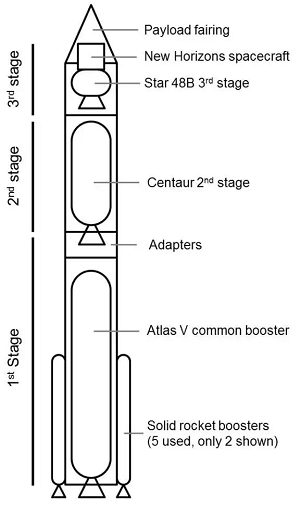 Payload fairing
New Horizons spacecraft
Star 48B 3rd stage
3rd stage
Centaur 2nd stage
2nd stage
Adapters
Atlas V common booster
1st Stage
Solid rocket boosters
(5 used, only 2 shown)